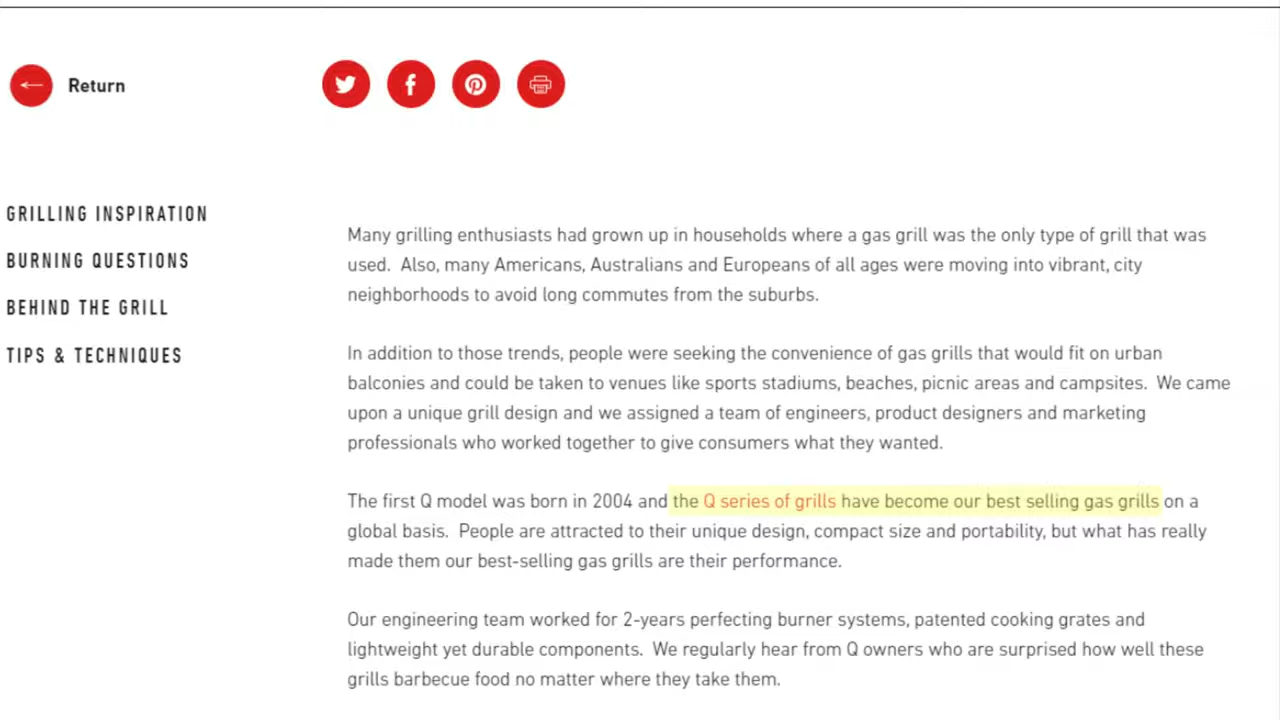 Return
GRILLING INSPIRATION
BURNING QUESTIONS
BEHIND THE GRILL
TIPS & TECHNIQUES
Many grilling enthusiasts had grown up in households where a gas grill was the only type of grill that was
used.  Also, many Americans, Australians and Europeans of all ages were moving into vibrant, city
neighborhoods to avoid long commutes from the suburbs.
In addition to those trends, people were seeking the convenience of gas grills that would fit on urban
balconies and could be taken to venues like sports stadiums, beaches, picnic areas and campsites.  We came
upon a unique grill design and we assigned a team of engineers, product designers and marketing
professionals who worked together to give consumers what they wanted.
The first Q model was born in 2004 and the Q series of grills have become our best selling gas grills on a
global basis.  People are attracted to their unique design, compact size and portability, but what has really
made them our best-selling gas grills are their performance.
Our engineering team worked for 2-years perfecting burner systems, patented cooking grates and
lightweight yet durable components.  We regularly hear from Q owners who are surprised how well these
grills barbecue food no matter where they take them.